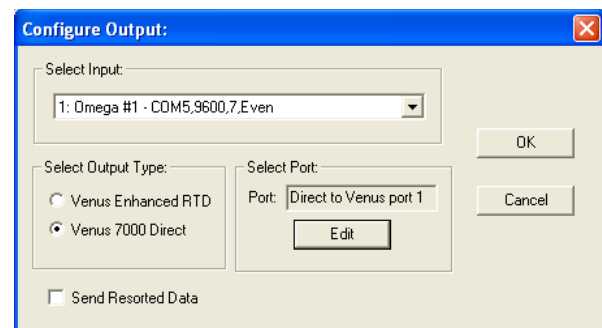 Configure Output:
Select Input:
1: Omega #1 - COM5,9600,7,Even
OK
Select Output Type:
Select Port:
Venus Enhanced RTD
Port: Direct to Venus port 1
Cancel
Venus 7000 Direct
Edit
Send Resorted Data